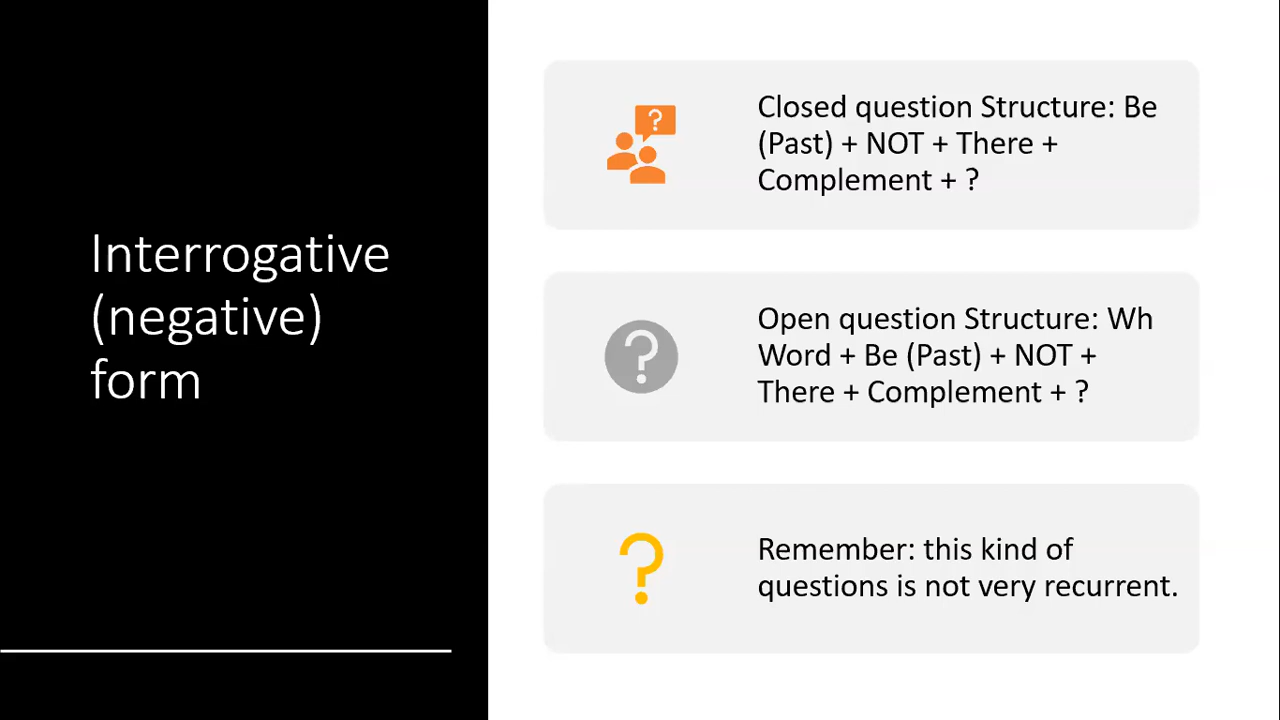 Interrogative
(negative)
form
Closed question Structure: Be
(Past) + NOT + There +
Complement + ?
Open question Structure: Wh
Word + Be (Past) + NOT +
There + Complement + ?
Remember: this kind of
questions is not very recurrent.